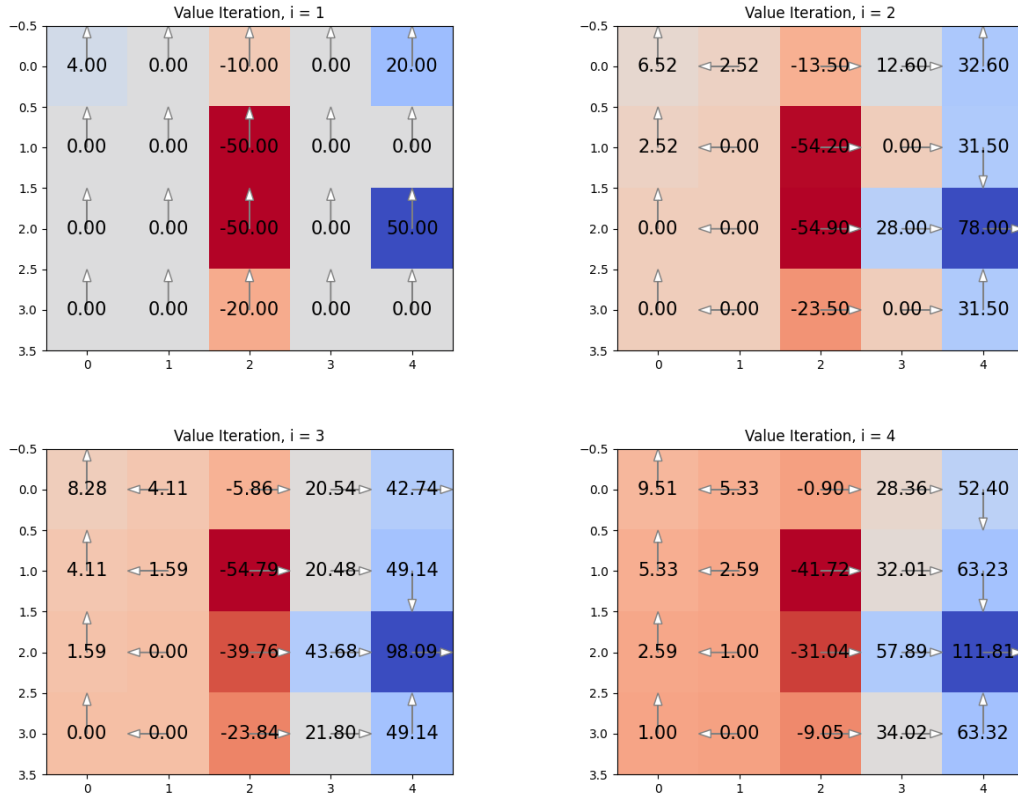 Value Iteration, i = 1
−0.5
4.00 0.00 -10.00 0.00 20.00
0.0
0.5
0.00 0.00 -50.00 0.00 0.00
1.0
1.5
0.00 0.00 -50.00 0.00 50.00
2.0
2.5
0.00 0.00 -20.00 0.00 0.00
3.0
3.5
0 1 2 3 4
Value Iteration, i = 2
−0.5
6.52 2.52 -13.50 12.60 32.60
0.0
0.5
2.52 0.00 -54.20 0.00 31.50
1.0
1.5
0.00 0.00 -54.90 28.00 78.00
2.0
2.5
0.00 0.00 -23.50 0.00 31.50
3.0
3.5
0 1 2 3 4
Value Iteration, i = 3
−0.5
8.28 4.11 -5.86 20.54 42.74
0.0
0.5
4.11 1.59 -54.79 20.48 49.14
1.0
1.5
1.59 0.00 -39.76 43.68 98.09
2.0
2.5
0.00 0.00 -23.84 21.80 49.14
3.0
3.5
0 1 2 3 4
Value Iteration, i = 4
−0.5
9.51 5.33 -0.90 28.36 52.40
0.0
0.5
5.33 2.59 -41.72 32.01 63.23
1.0
1.5
2.59 1.00 -31.04 57.89 111.81
2.0
2.5
1.00 0.00 -9.05 34.02 63.32
3.0
3.5
0 1 2 3 4